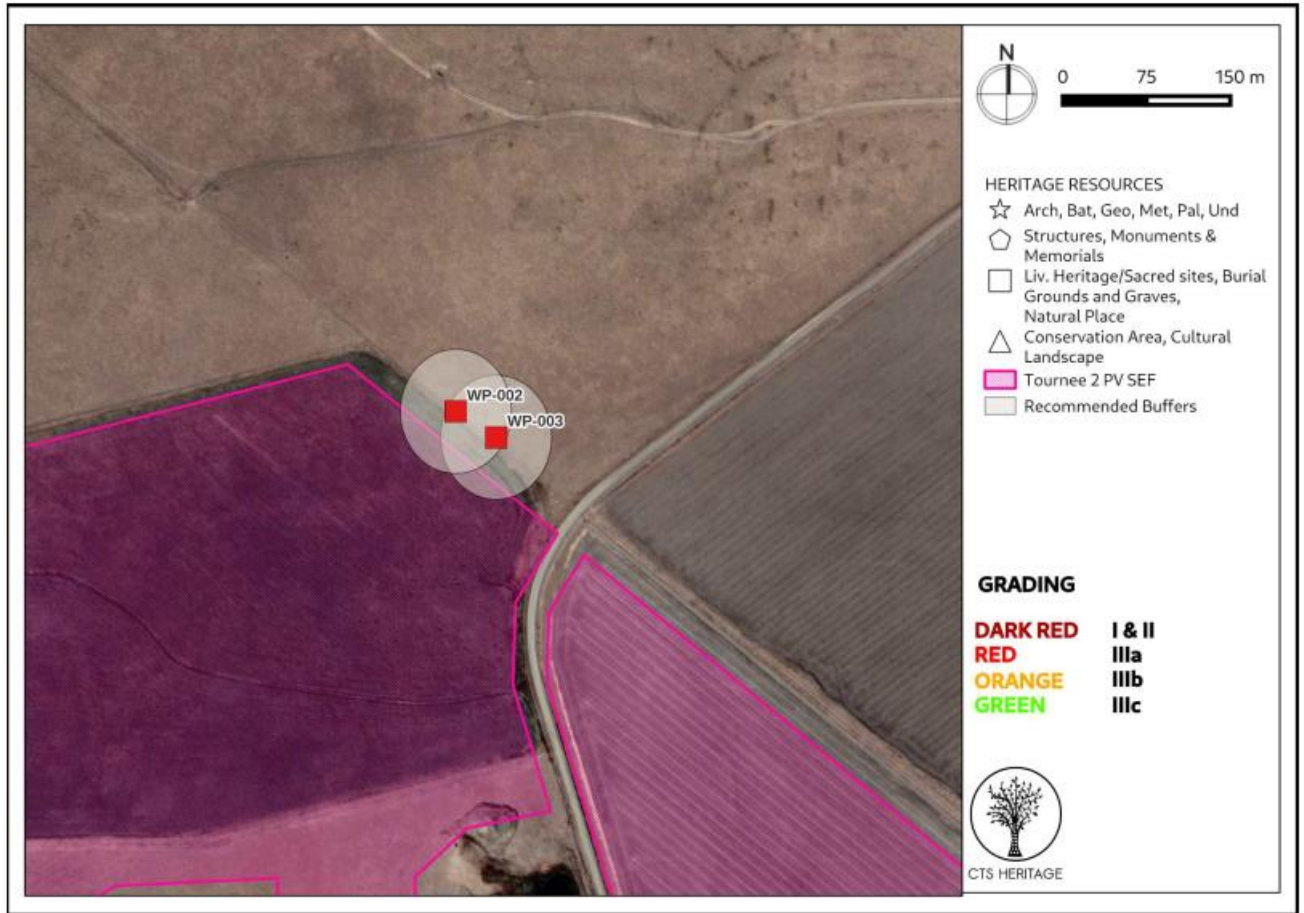 WP-002
WP-003
N
0 75 150 m
HERITAGE RESOURCES
Arch, Bat, Geo, Met, Pal, Und
Structures, Monuments &
Memorials
Liv. Heritage/Sacred sites, Burial
Grounds and Graves,
Natural Place
Conservation Area, Cultural
Landscape
Tournee 2 PV SEF
Recommended Buffers
GRADING
DARK RED I & II
RED IIIa
ORANGE IIIb
GREEN IIIc
CTS HERITAGE